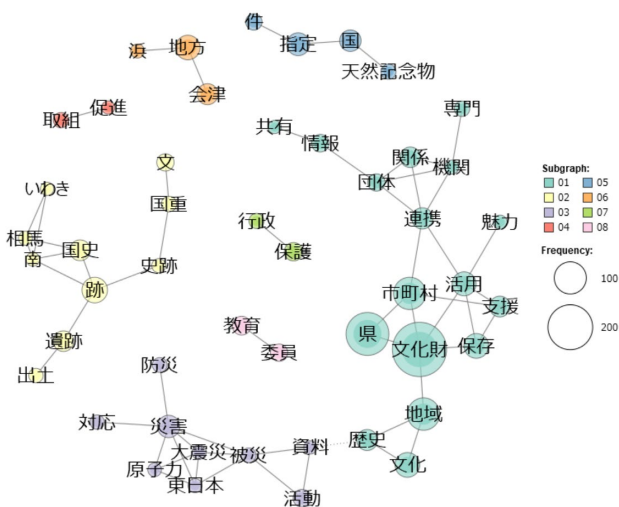 件
指定
国
天然記念物
浜
地方
会津
取組
促進
共有
情報
専門
関係
機関
団体
連携
魅力
文
いわき
国重
行政
保護
相馬
南
国史
史跡
跡
市町村
活用
支援
県
文化財
保存
教育
委員
遺跡
出土
防災
対応
災害
大震災
原子力
東日本
被災
資料
活動
地域
歴史
文化
Subgraph:
01 05
02 06
03 07
04 08
Frequency:
100
200